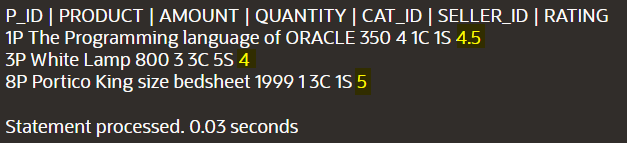 P_ID | PRODUCT | AMOUNT | QUANTITY | CAT_ID | SELLER_ID | RATING
1P The Programming language of ORACLE 350 4 1C 1S 4.5
3P White Lamp 800 3 3C 5S 4
8P Portico King size bedsheet 1999 1 3C 1S 5
Statement processed. 0.03 seconds